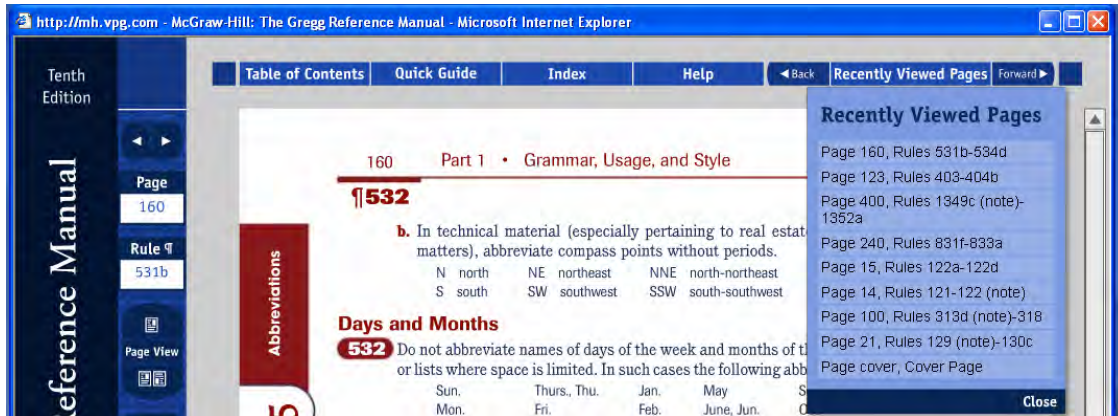 http://mh.vpg.com - McGraw-Hill: The Gregg Reference Manual - Microsoft Internet Explorer
Tenth
Edition
Reference Manual
Page
160
Rule ¶
531b
Page View
Table of Contents Quick Guide Index Help ◄Back Recently Viewed Pages Forward►
160 Part 1 • Grammar, Usage, and Style
¶532
b. In technical material (especially pertaining to real estat
matters), abbreviate compass points without periods.
N north NE northeast NNE north-northeast
S south SW southwest SSW south-southwest
Abbreviations
5
Days and Months
532 Do not abbreviate names of days of the week and months of t
or lists where space is limited. In such cases the following abb
Sun. Thurs., Thu. Jan. May S
Mon. Fri. Feb. June, Jun. O
Recently Viewed Pages
Page 160, Rules 531b-534d
Page 123, Rules 403-404b
Page 400, Rules 1349c (note)-
1352a
Page 240, Rules 831f-833a
Page 15, Rules 122a-122d
Page 14, Rules 121-122 (note)
Page 100, Rules 313d (note)-318
Page 21, Rules 129 (note)-130c
Page cover, Cover Page
Close